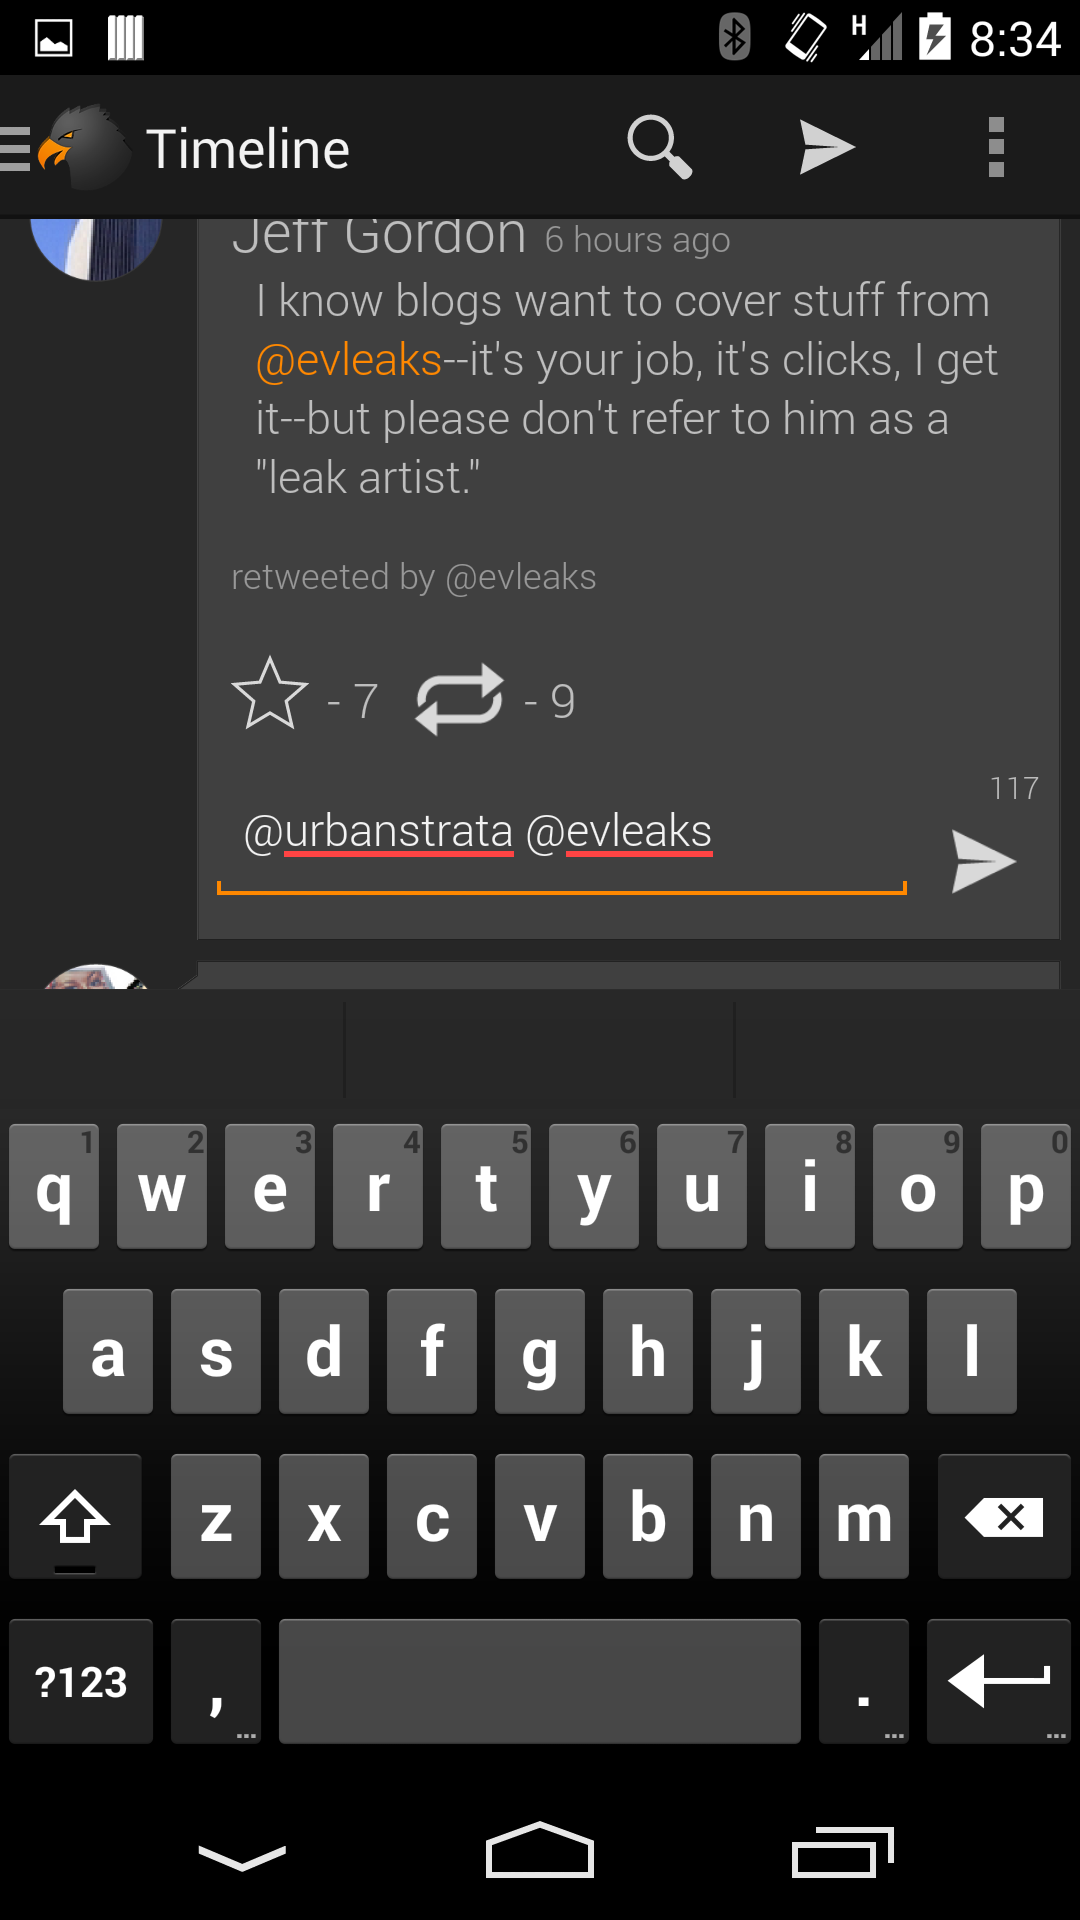 H 8:34
Timeline
Jeff Gordon 6 hours ago
I know blogs want to cover stuff from
@evleaks--it's your job, it's clicks, I get
it--but please don't refer to him as a
"leak artist."
retweeted by @evleaks
- 7 - 9
117
@urbanstrata @evleaks
1 2 3 4 5 6 7 8 9 0
q w e r t y u i o p
a s d f g h j k l
z x c v b n m
?123 , ... . ... ...